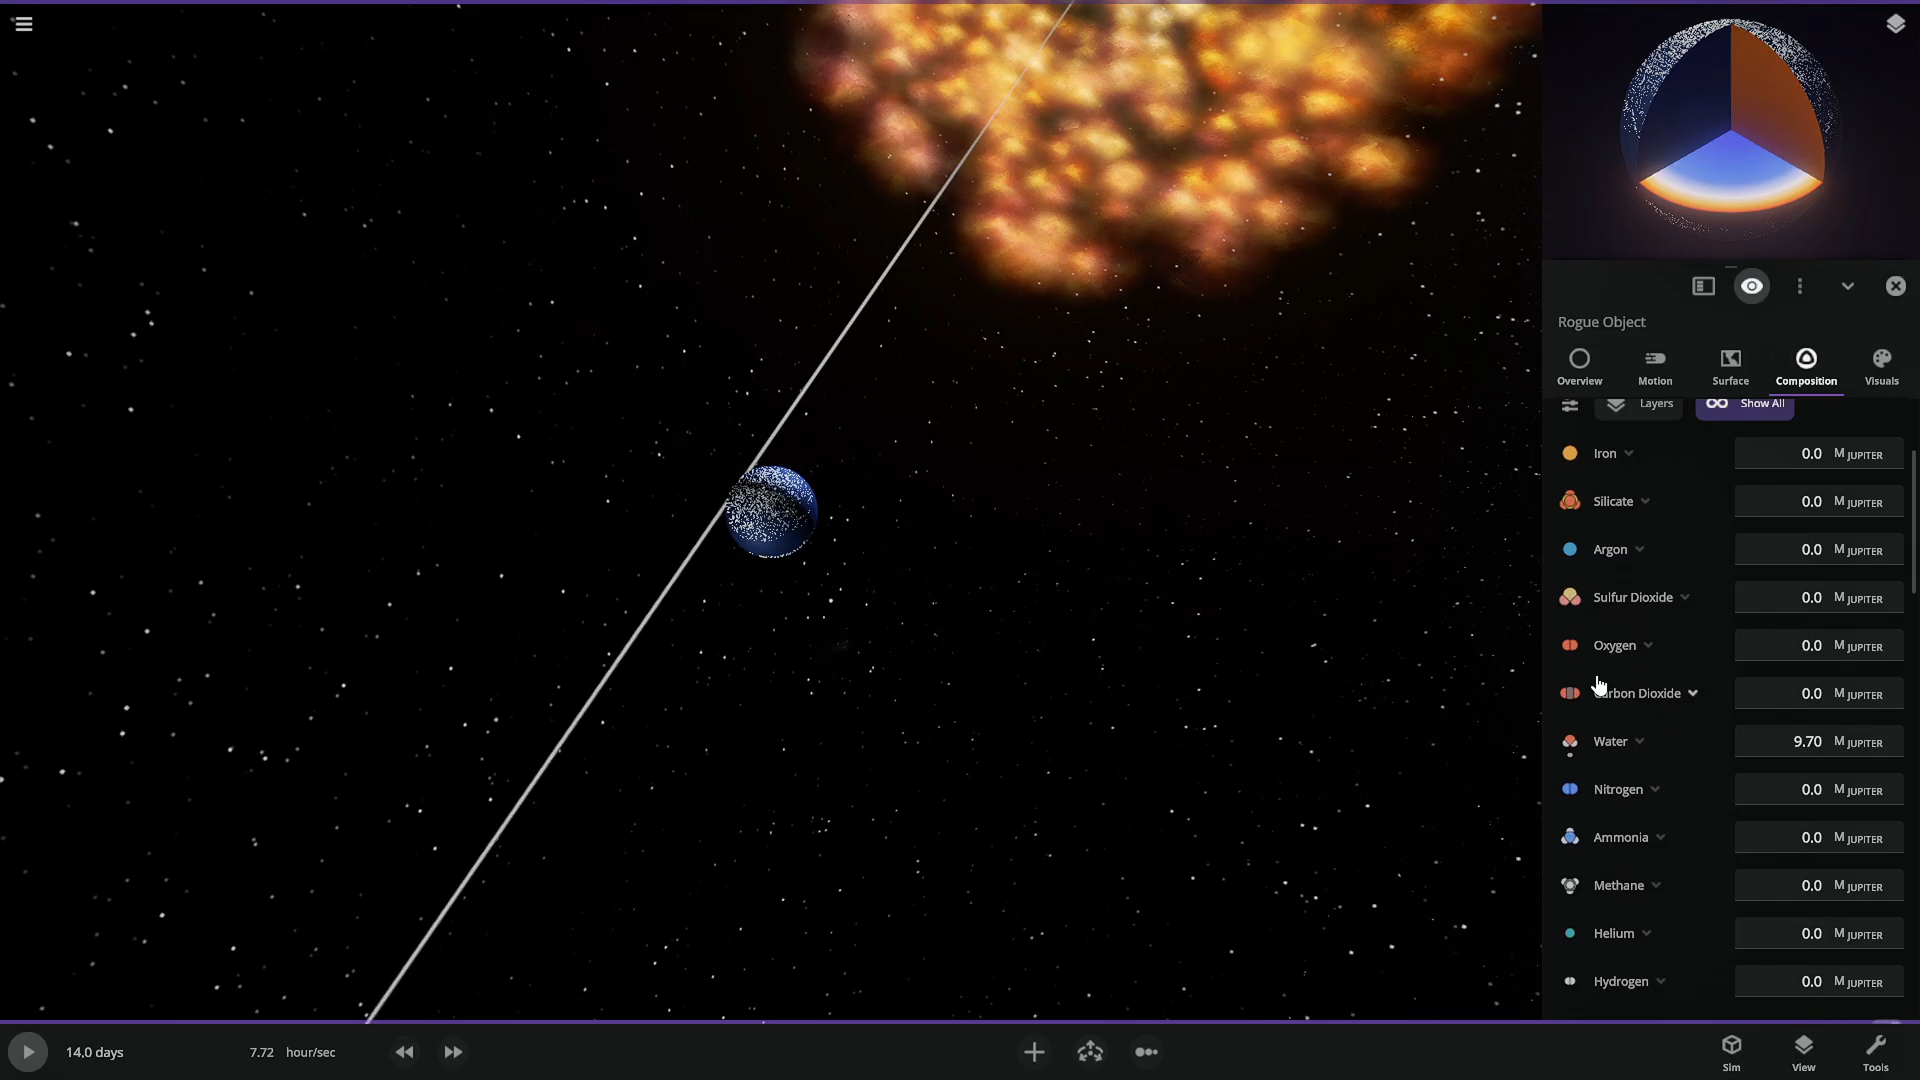 Rogue Object
Overview Motion Surface Composition Visuals
Layers Show All
Iron 0.0 M JUPITER
Silicate 0.0 M JUPITER
Argon 0.0 M JUPITER
Sulfur Dioxide 0.0 M JUPITER
Oxygen 0.0 M JUPITER
Carbon Dioxide 0.0 M JUPITER
Water 9.70 M JUPITER
Nitrogen 0.0 M JUPITER
Ammonia 0.0 M JUPITER
Methane 0.0 M JUPITER
Helium 0.0 M JUPITER
Hydrogen 0.0 M JUPITER
14.0 days 7.72 hour/sec
Sim View Tools